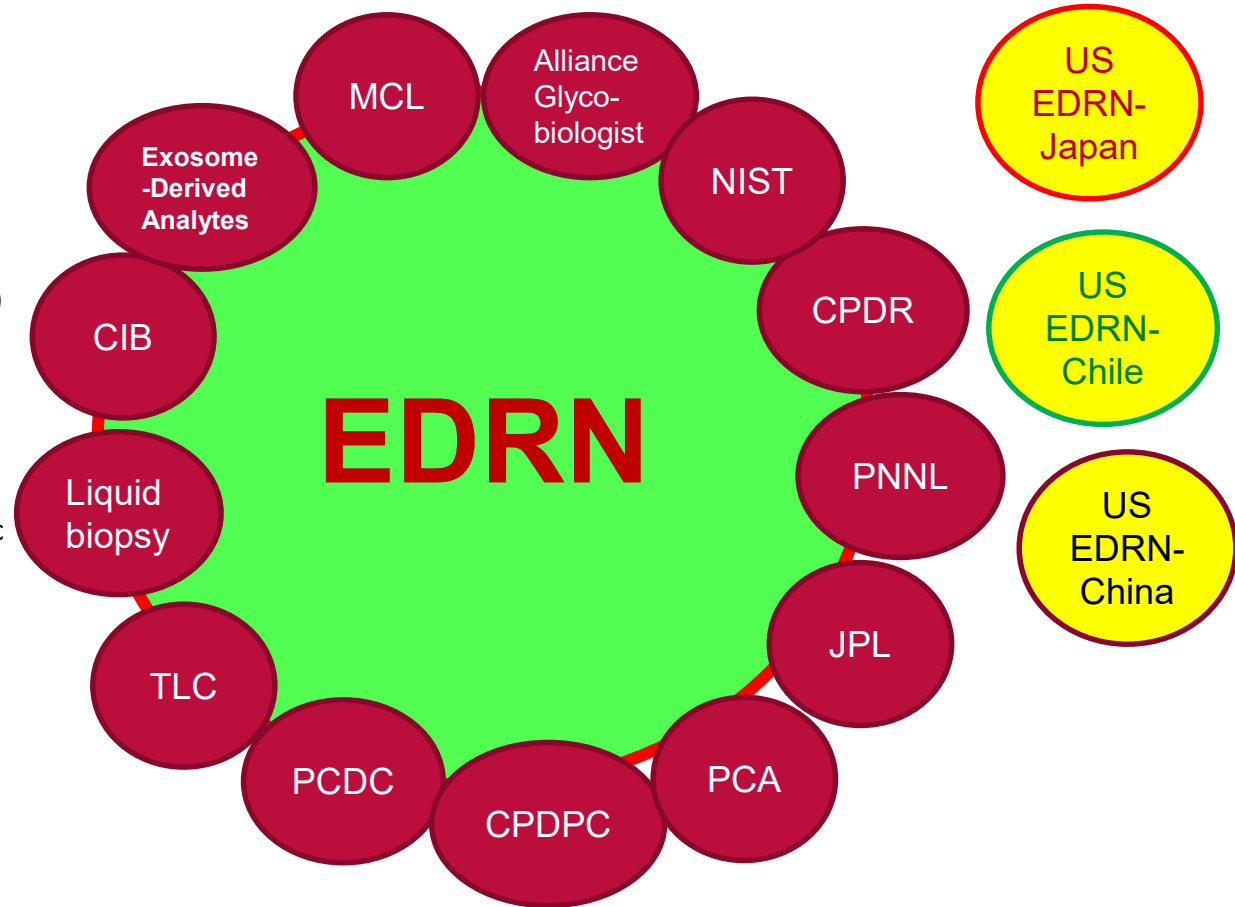 MCL
Alliance
Glyco-
biologist
NIST
CPDR
PNNL
JPL
PCA
CPDPC
PCDC
TLC
Liquid
biopsy
CIB
Exosome
-Derived
Analytes
EDRN
US
EDRN-
Japan
US
EDRN-
Chile
US
EDRN-
China
)
c